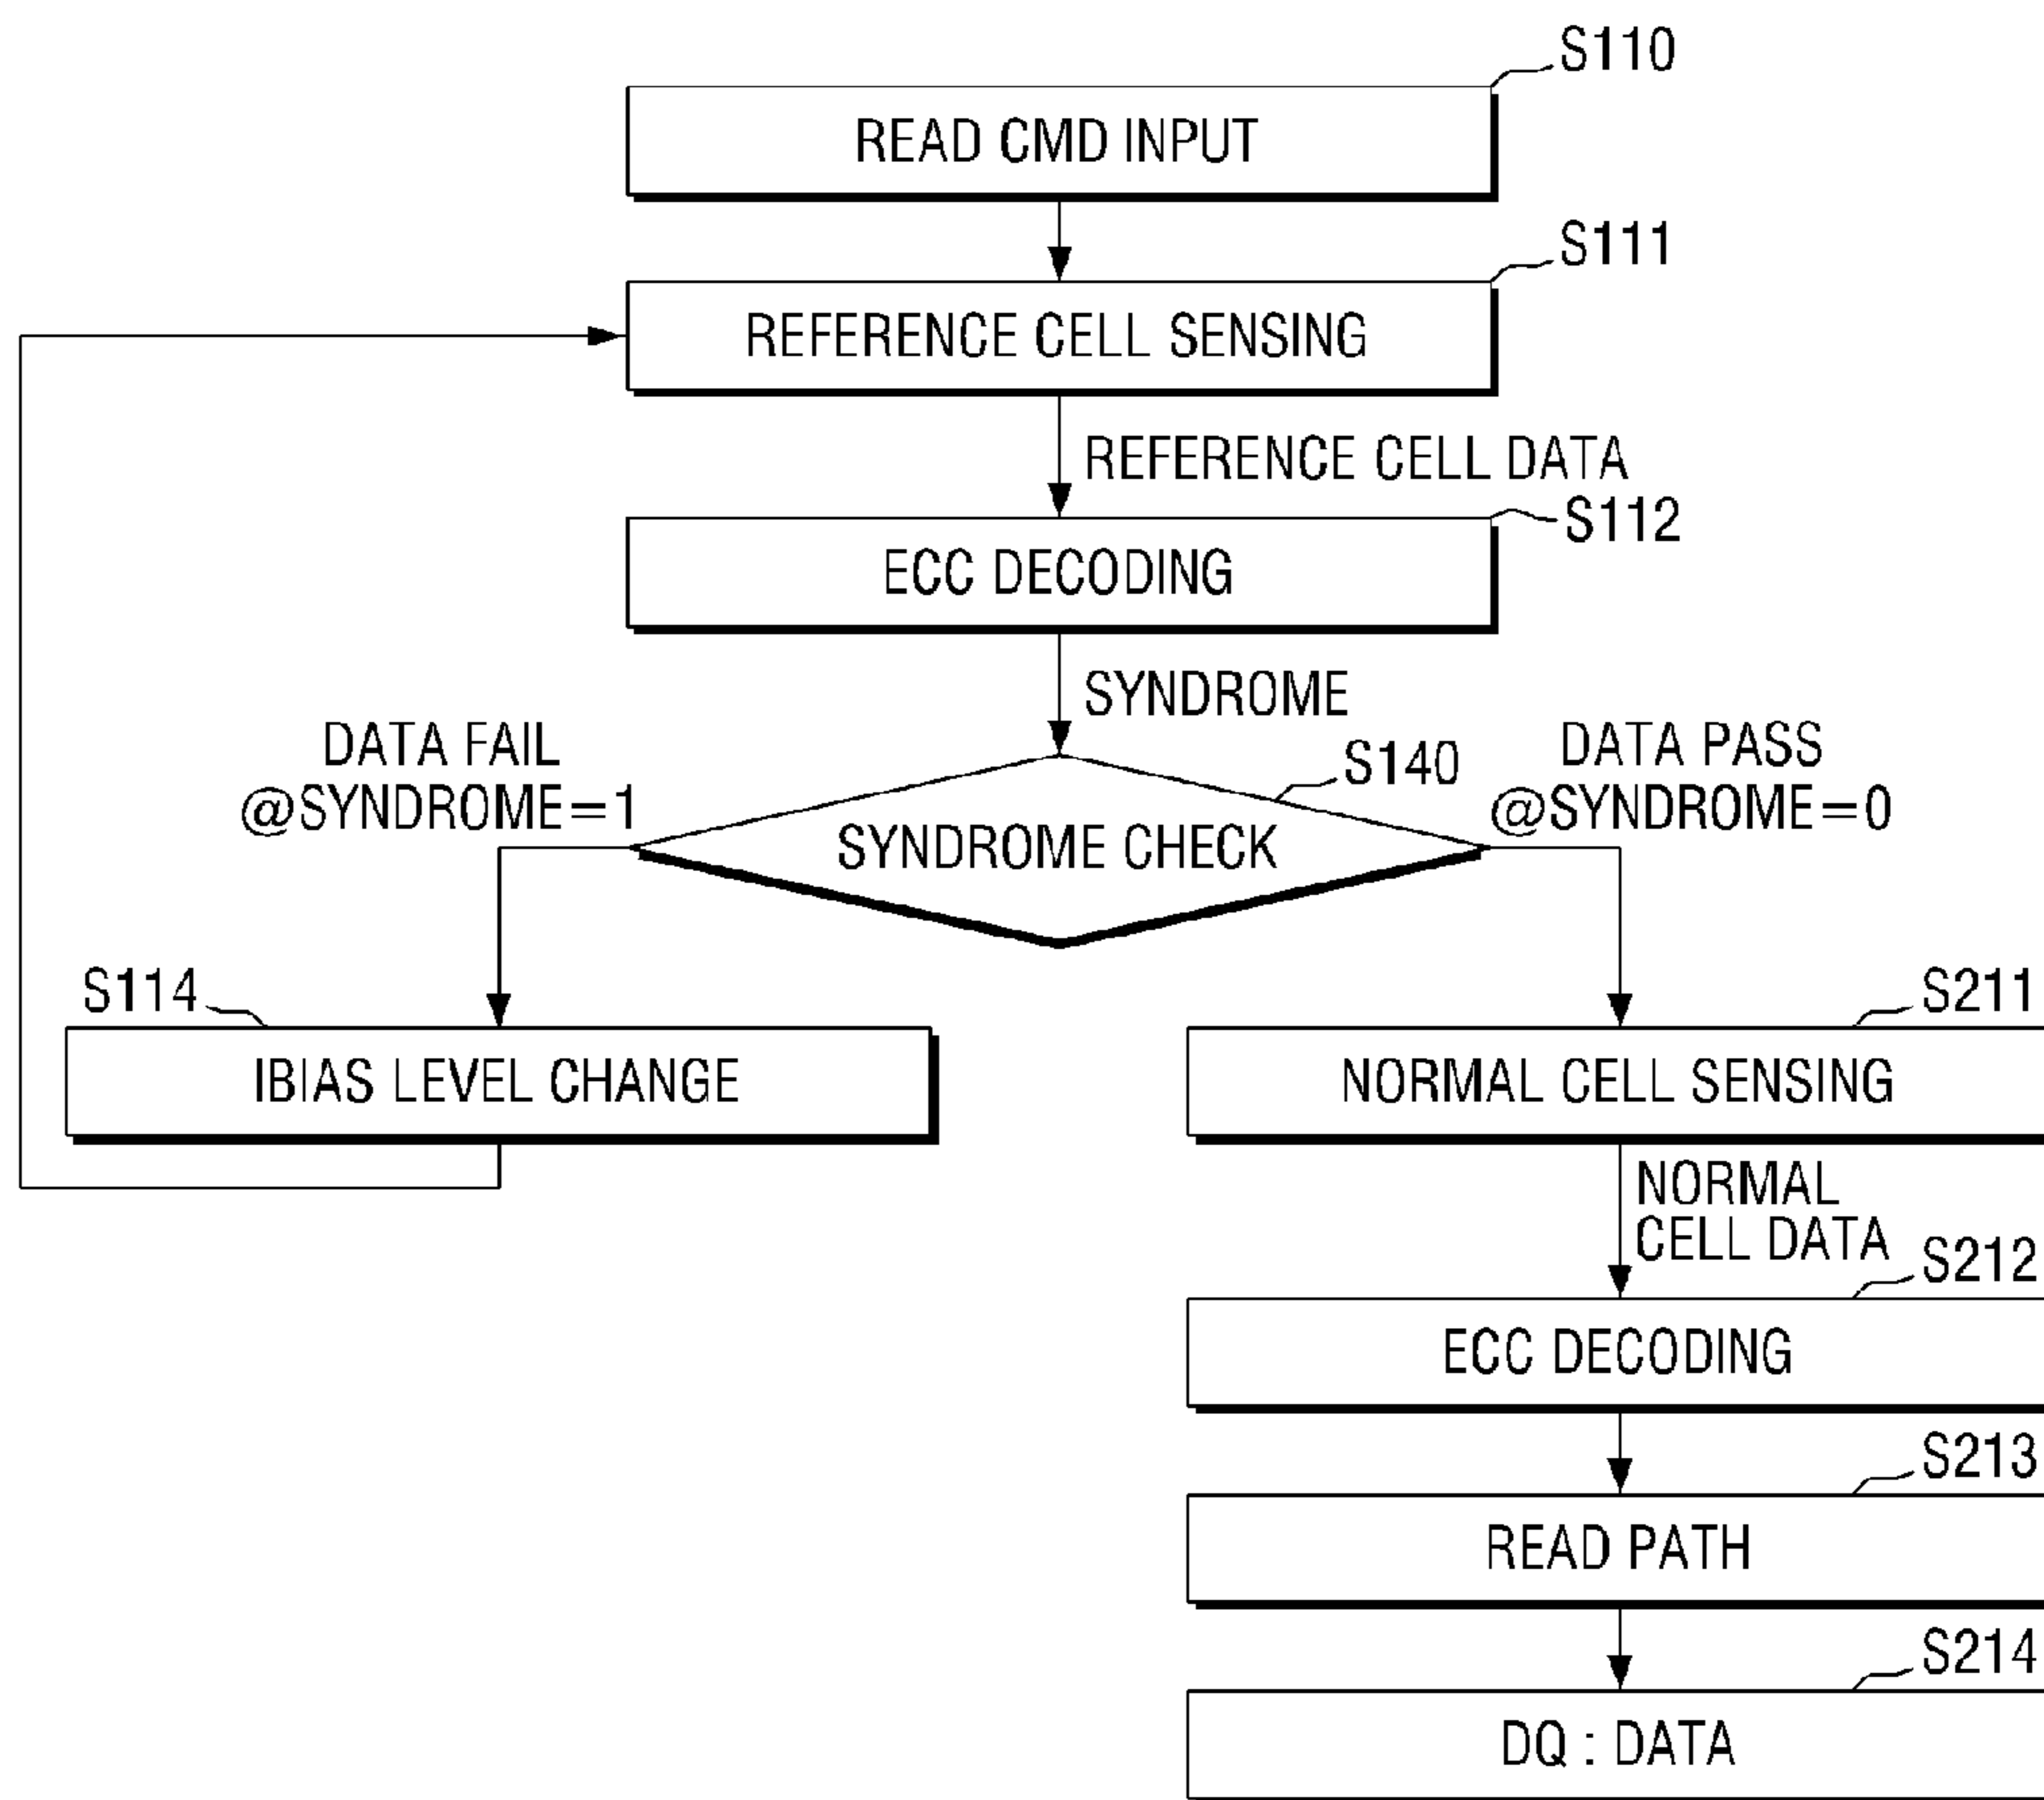 S110
READ CMD INPUT
S111
REFERENCE CELL SENSING
REFERENCE CELL DATA
S112
ECC DECODING
SYNDROME
DATA FAIL
@SYNDROME=1
S140
DATA PASS
@SYNDROME=0
SYNDROME CHECK
S114
IBIAS LEVEL CHANGE
S211
NORMAL CELL SENSING
NORMAL
CELL DATA
S212
ECC DECODING
S213
READ PATH
S214
DQ : DATA